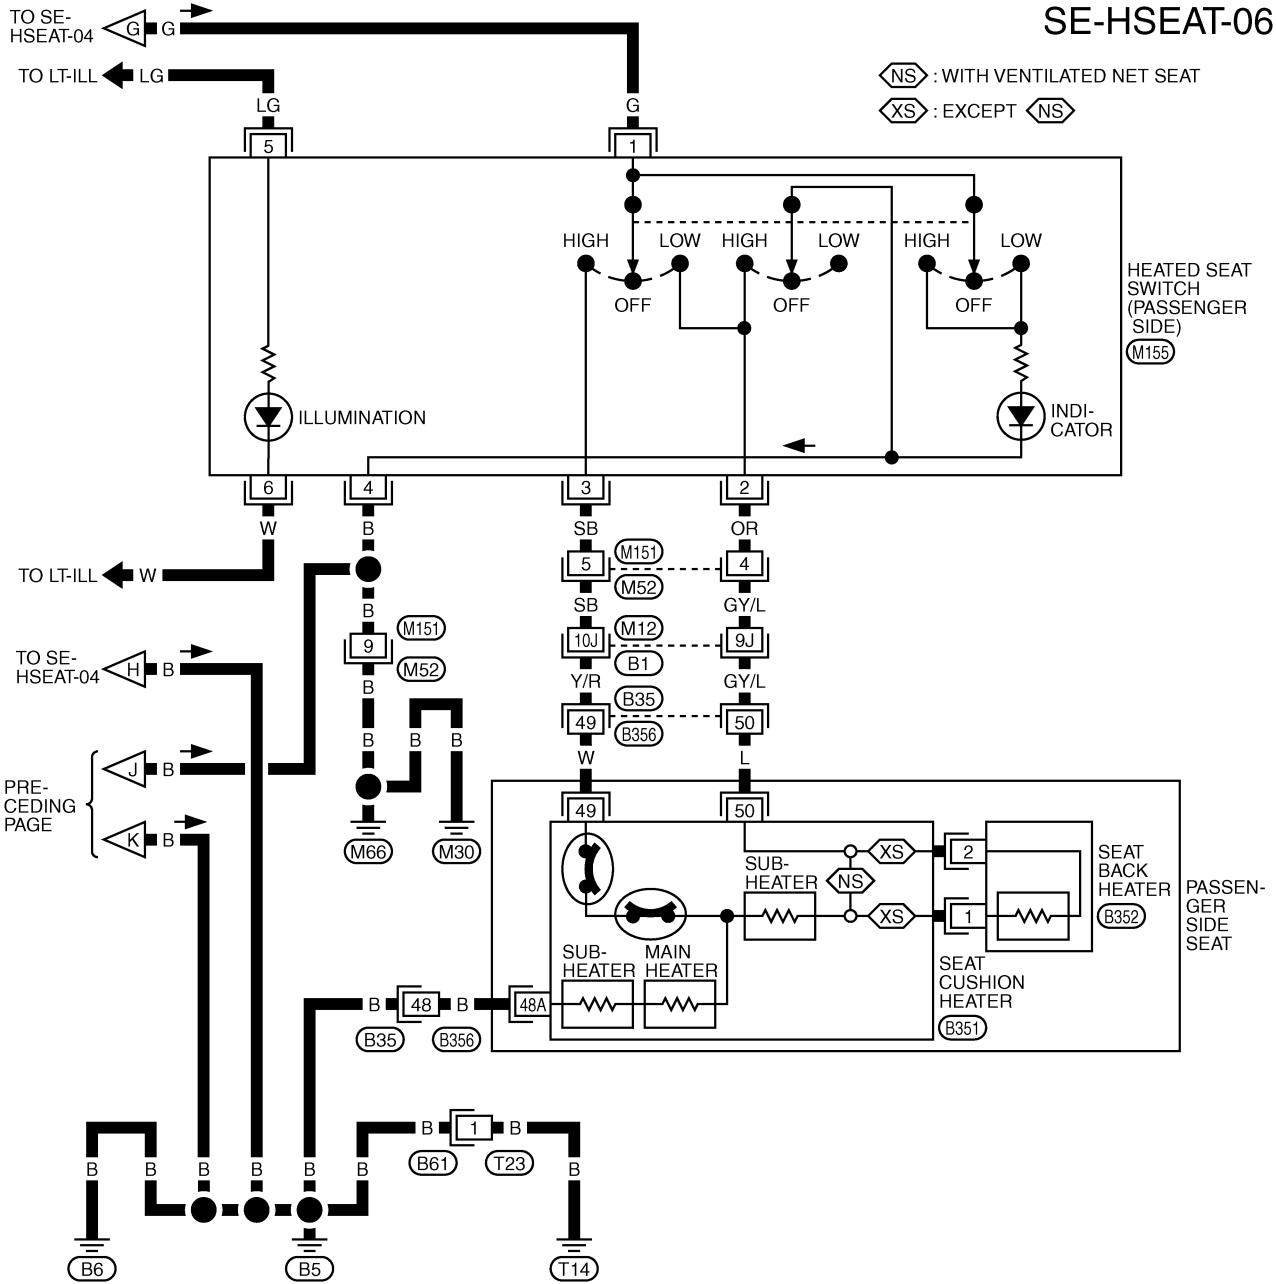 SE-HSEAT-06
TO SE-
HSEAT-04
G
G
TO LT-ILL
LG
LG
G
NS : WITH VENTILATED NET SEAT
XS : EXCEPT NS
5
1
HIGH
LOW
HIGH
LOW
HIGH
LOW
OFF
OFF
OFF
HEATED SEAT
SWITCH
(PASSENGER
SIDE)
M155
ILLUMINATION
INDI-
CATOR
6
4
3
2
W
B
SB
OR
TO LT-ILL
W
5
M151
M52
4
B
SB
GY/L
9
M151
M52
10J
M12
B1
9J
TO SE-
HSEAT-04
H
B
B
Y/R
GY/L
49
B35
B356
50
B
B
B
W
L
PRE-
CEDING
PAGE
J
B
K
B
M66
M30
49
50
SUB-
HEATER
XS
NS
XS
2
1
SEAT
BACK
HEATER
B352
PASSEN-
GER
SIDE
SEAT
SUB-
HEATER
MAIN
HEATER
SEAT
CUSHION
HEATER
B351
B
48
B
48A
B35
B356
B
1
B
B61
T23
B
B
B
B
B
B
B
B6
B5
T14